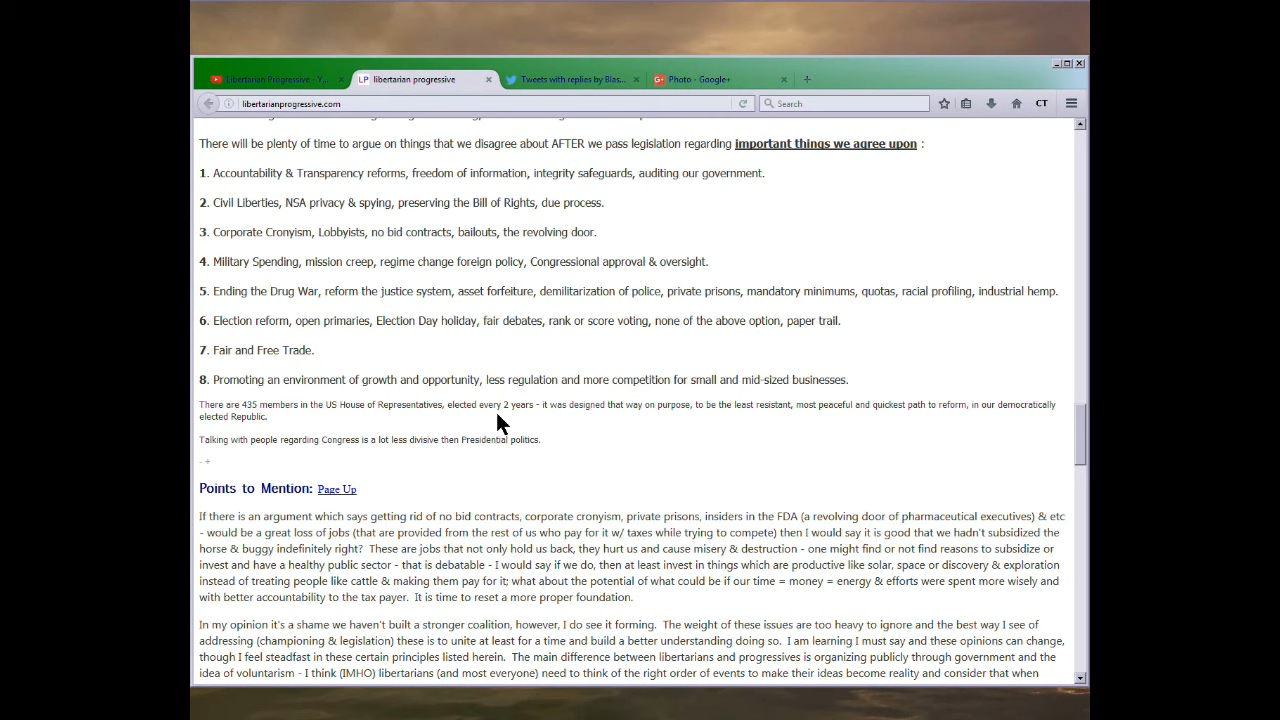 Libertarian Progressive - Y...
LP libertarian progressive
Tweets with replies by Blas...
G+ Photo - Google+
libertarianprogressive.com
Search
CT
There will be plenty of time to argue on things that we disagree about AFTER we pass legislation regarding important things we agree upon :
1. Accountability & Transparency reforms, freedom of information, integrity safeguards, auditing our government.
2. Civil Liberties, NSA privacy & spying, preserving the Bill of Rights, due process.
3. Corporate Cronyism, Lobbyists, no bid contracts, bailouts, the revolving door.
4. Military Spending, mission creep, regime change foreign policy, Congressional approval & oversight.
5. Ending the Drug War, reform the justice system, asset forfeiture, demilitarization of police, private prisons, mandatory minimums, quotas, racial profiling, industrial hemp.
6. Election reform, open primaries, Election Day holiday, fair debates, rank or score voting, none of the above option, paper trail.
7. Fair and Free Trade.
8. Promoting an environment of growth and opportunity, less regulation and more competition for small and mid-sized businesses.
There are 435 members in the US House of Representatives, elected every 2 years - it was designed that way on purpose, to be the least resistant, most peaceful and quickest path to reform, in our democratically
elected Republic.
Talking with people regarding Congress is a lot less divisive then Presidential politics.
- +
Points to Mention: Page Up
If there is an argument which says getting rid of no bid contracts, corporate cronyism, private prisons, insiders in the FDA (a revolving door of pharmaceutical executives) & etc
- would be a great loss of jobs (that are provided from the rest of us who pay for it w/ taxes while trying to compete) then I would say it is good that we hadn't subsidized the
horse & buggy indefinitely right?  These are jobs that not only hold us back, they hurt us and cause misery & destruction - one might find or not find reasons to subsidize or
invest and have a healthy public sector - that is debatable - I would say if we do, then at least invest in things which are productive like solar, space or discovery & exploration
instead of treating people like cattle & making them pay for it; what about the potential of what could be if our time = money = energy & efforts were spent more wisely and
with better accountability to the tax payer.  It is time to reset a more proper foundation.
In my opinion it's a shame we haven't built a stronger coalition, however, I do see it forming.  The weight of these issues are too heavy to ignore and the best way I see of
addressing (championing & legislation) these is to unite at least for a time and build a better understanding doing so.  I am learning I must say and these opinions can change,
though I feel steadfast in these certain principles listed herein.  The main difference between libertarians and progressives is organizing publicly through government and the
idea of voluntarism - I think (IMHO) libertarians (and most everyone) need to think of the right order of events to make their ideas become reality and consider that when